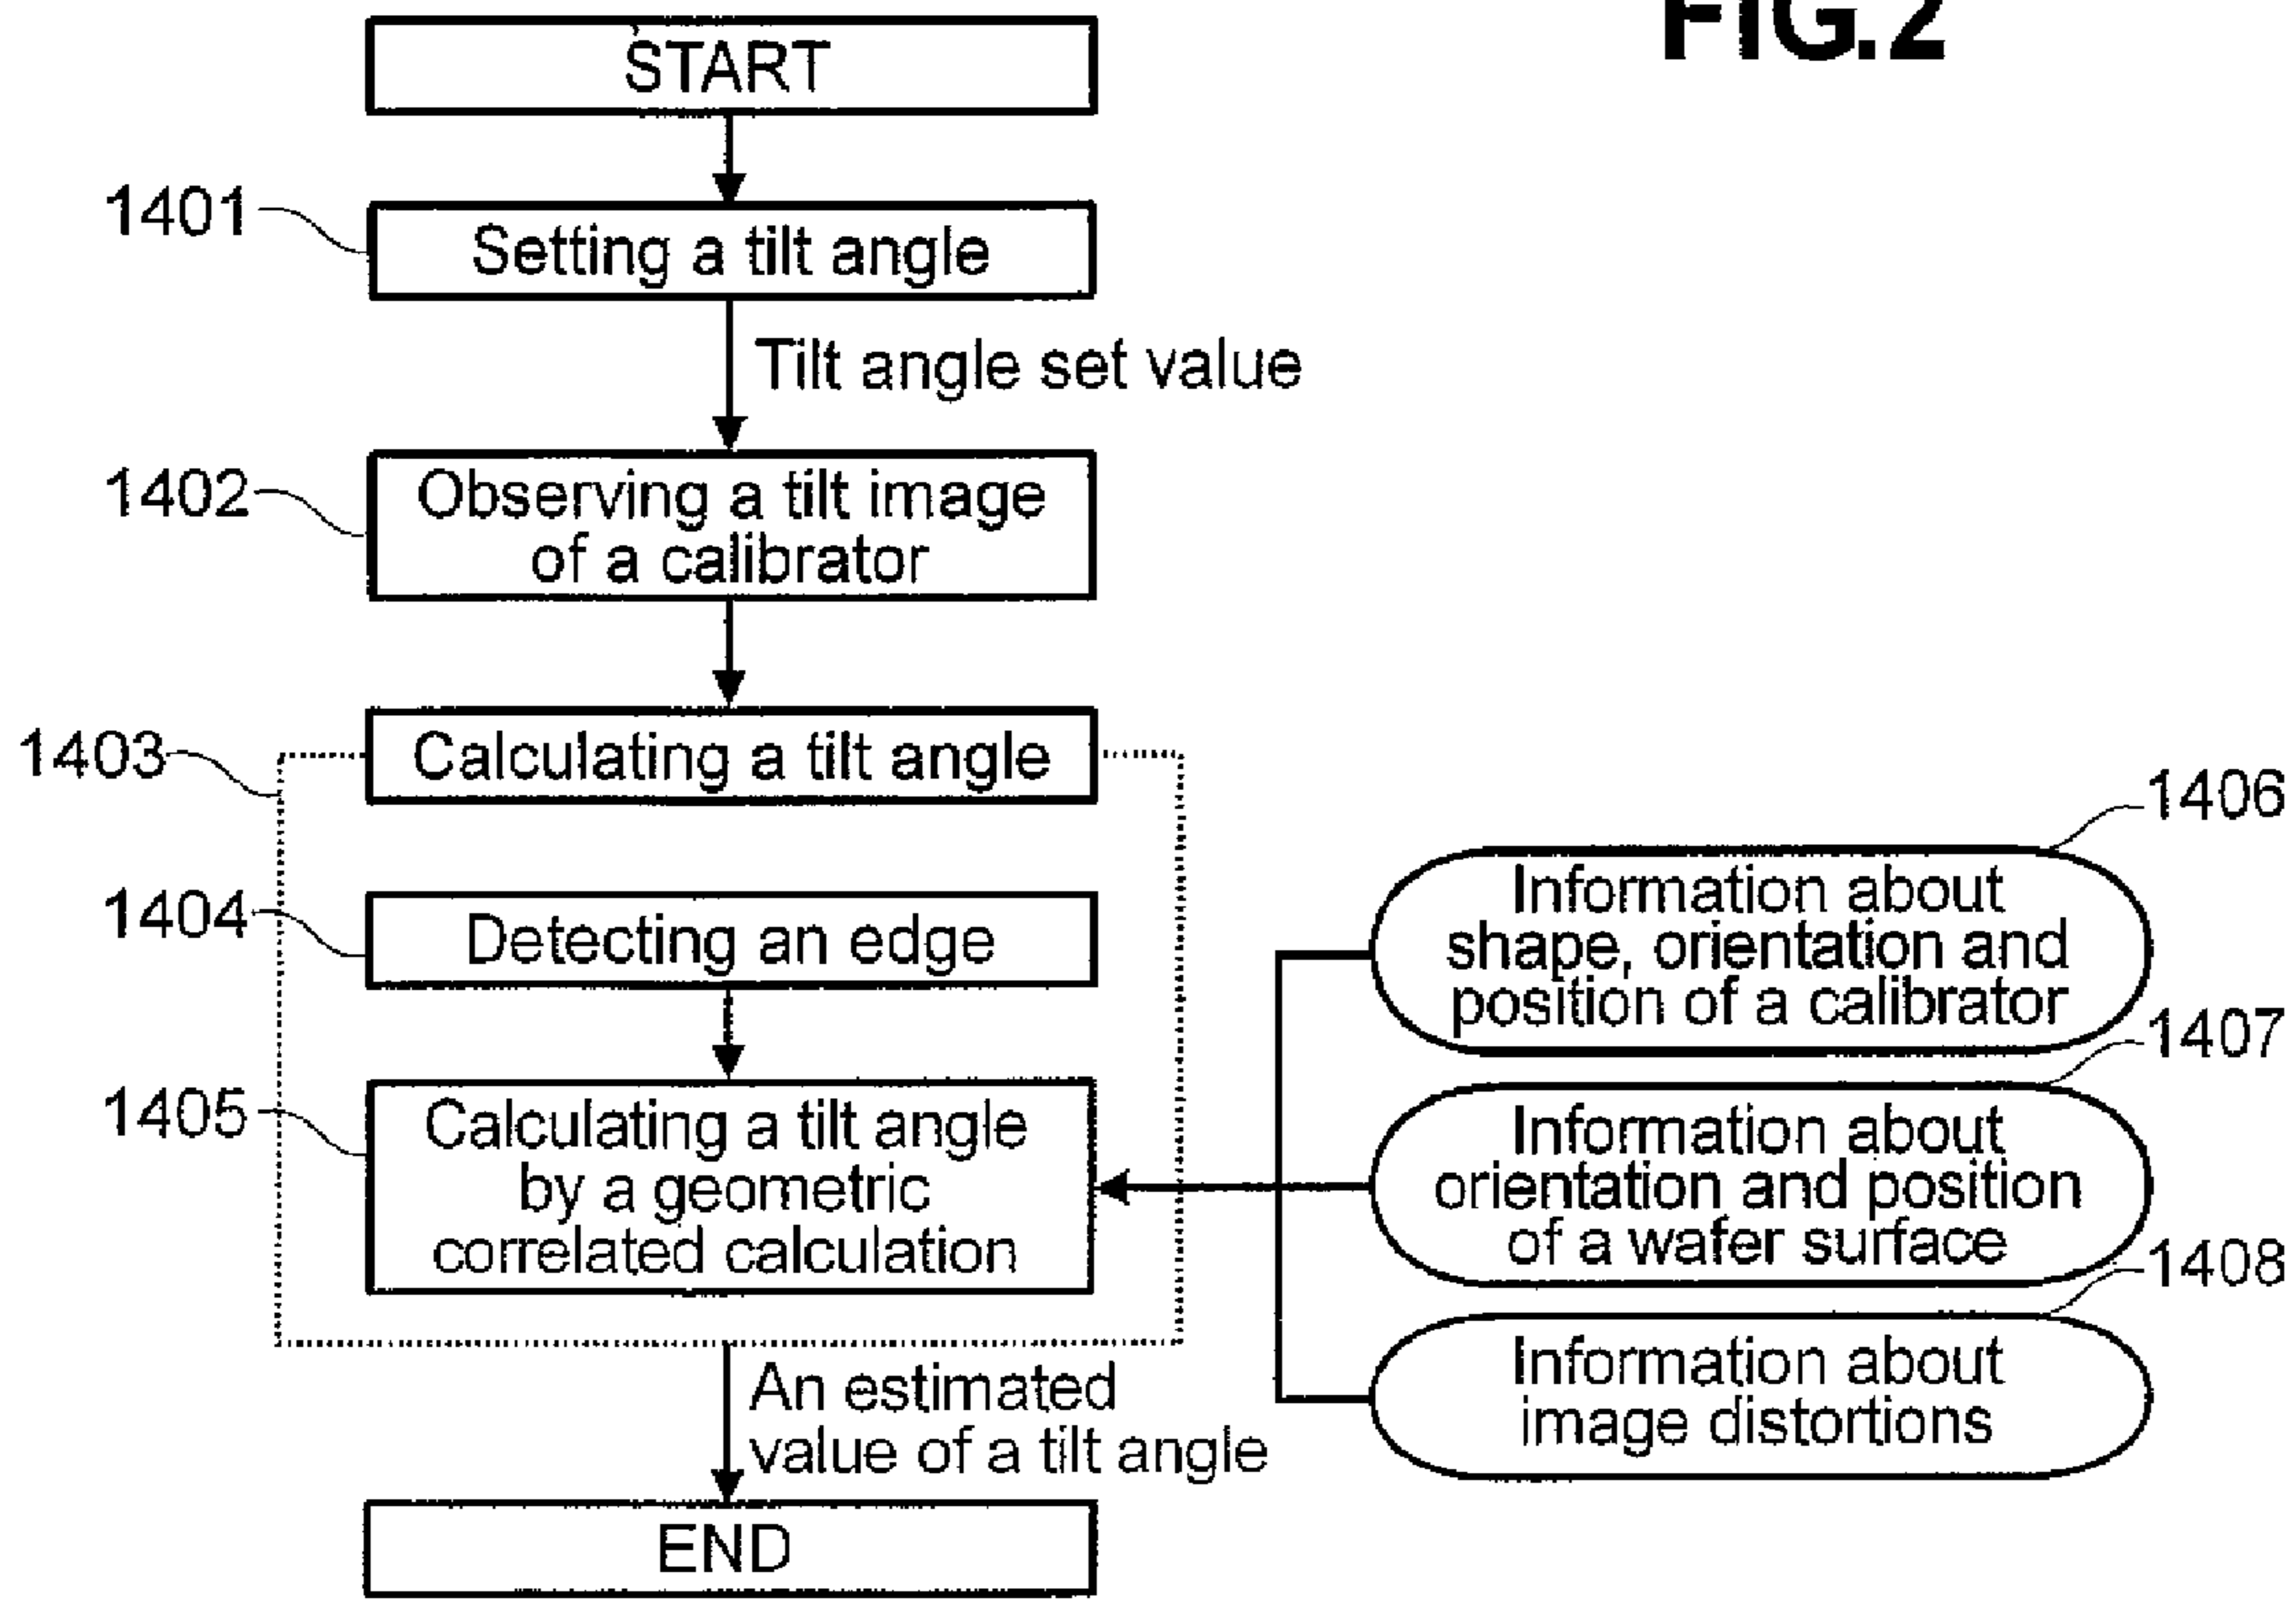 FIG.2
START
1401
Setting a tilt angle
Tilt angle set value
1402
Observing a tilt image
of a calibrator
1403
Calculating a tilt angle
1404
Detecting an edge
1405
Calculating a tilt angle
by a geometric
correlated calculation
1406
Information about
shape, orientation and
position of a calibrator
1407
Information about
orientation and position
of a wafer surface
1408
Information about
image distortions
An estimated
value of a tilt angle
END